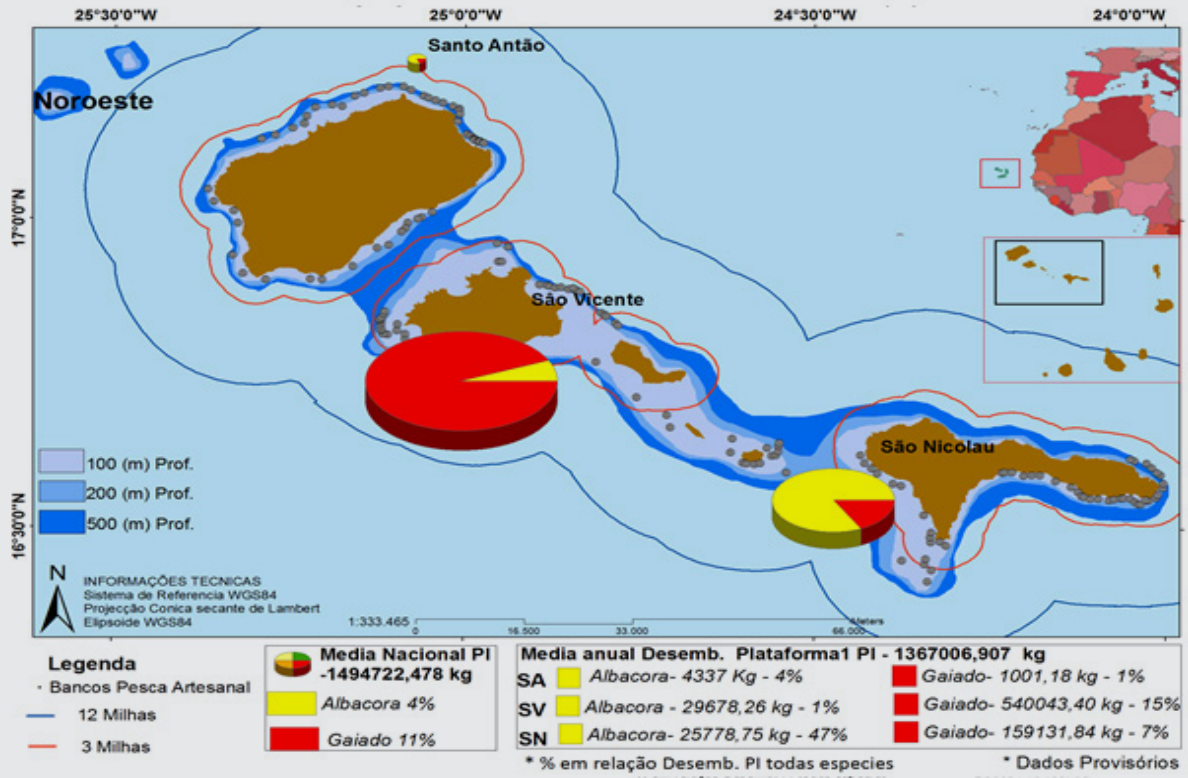 25°30'0"W
25°0'0"W
24°30'0"W
24°0'0"W
Santo Antão
Noroeste
17°0'0"N
São Vicente
São Nicolau
100 (m) Prof.
200 (m) Prof.
500 (m) Prof.
16°30'0"N
N
INFORMAÇÕES TECNICAS
Sistema de Referencia WGS84
Projecção Conica secante de Lambert
Elipsoide WGS84
1:333.465
0 16.500 33.000 66.000
Meters
Legenda
Bancos Pesca Artesanal
12 Milhas
3 Milhas
Media Nacional PI
-1494722,478 kg
Albacora 4%
Gaiado 11%
Media anual Desemb. Plataforma1 PI - 1367006,907 kg
SA Albacora- 4337 Kg - 4% Gaiado- 1001,18 kg - 1%
SV Albacora - 29678,26 kg - 1% Gaiado- 540043,40 kg - 15%
SN Albacora- 25778,75 kg - 47% Gaiado- 159131,84 kg - 7%
* % em relação Desemb. PI todas especies * Dados Provisórios